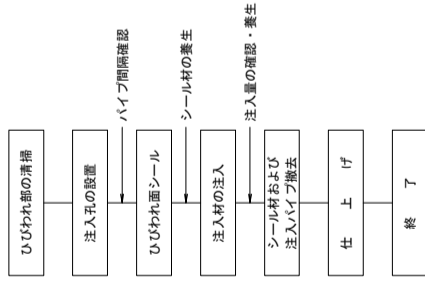 ひびわれ部の清掃
注入孔の設置
パイプ間隔確認
ひびわれ面シール
シール材の養生
注入材の注入
注入量の確認・養生
シール材および
注入パイプ撤去
仕上げ
終了